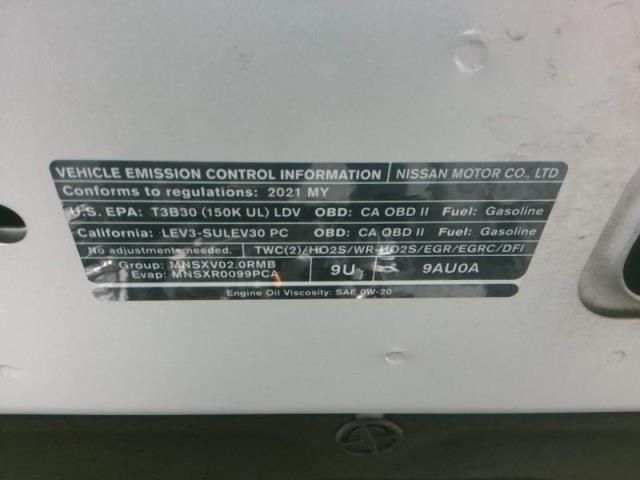 VEHICLE EMISSION CONTROL INFORMATION NISSAN MOTOR CO., LTD
Conforms to regulations: 2021 MY
U.S. EPA: T3B30 (150K UL) LDV OBD: CA OBD II Fuel: Gasoline
California: LEV3-SULEV30 PC OBD: CA OBD II Fuel: Gasoline
No adjustments needed. TWC(2)/HO2S/WR-HO2S/EGR/EGRC/DFI
Group: MNSXV02.0RMB
Evap: MNSXR0099PCA
9U 9AU0A
Engine Oil Viscosity: SAE 0W-20